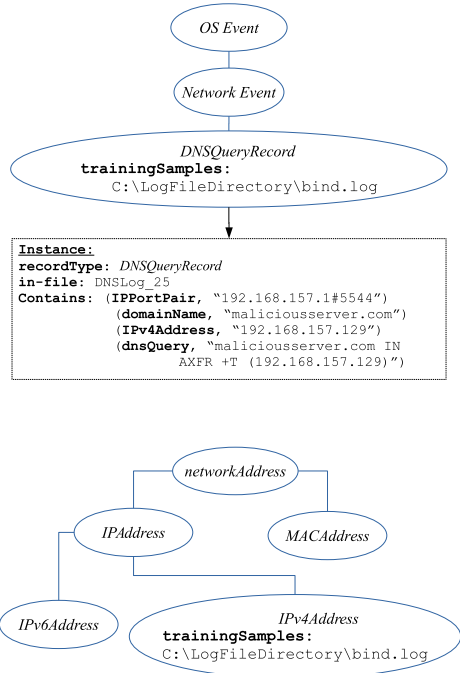 OS Event
Network Event
DNSQueryRecord
trainingSamples:
C:\LogFileDirectory\bind.log
Instance:
recordType: DNSQueryRecord
in-file: DNSLog_25
Contains: (IPPortPair, “192.168.157.1#5544”)
(domainName, “maliciousserver.com”)
(IPv4Address, “192.168.157.129”)
(dnsQuery, “maliciousserver.com IN
AXFR +T (192.168.157.129)”)
networkAddress
IPAddress
MACAddress
IPv6Address
IPv4Address
trainingSamples:
C:\LogFileDirectory\bind.log